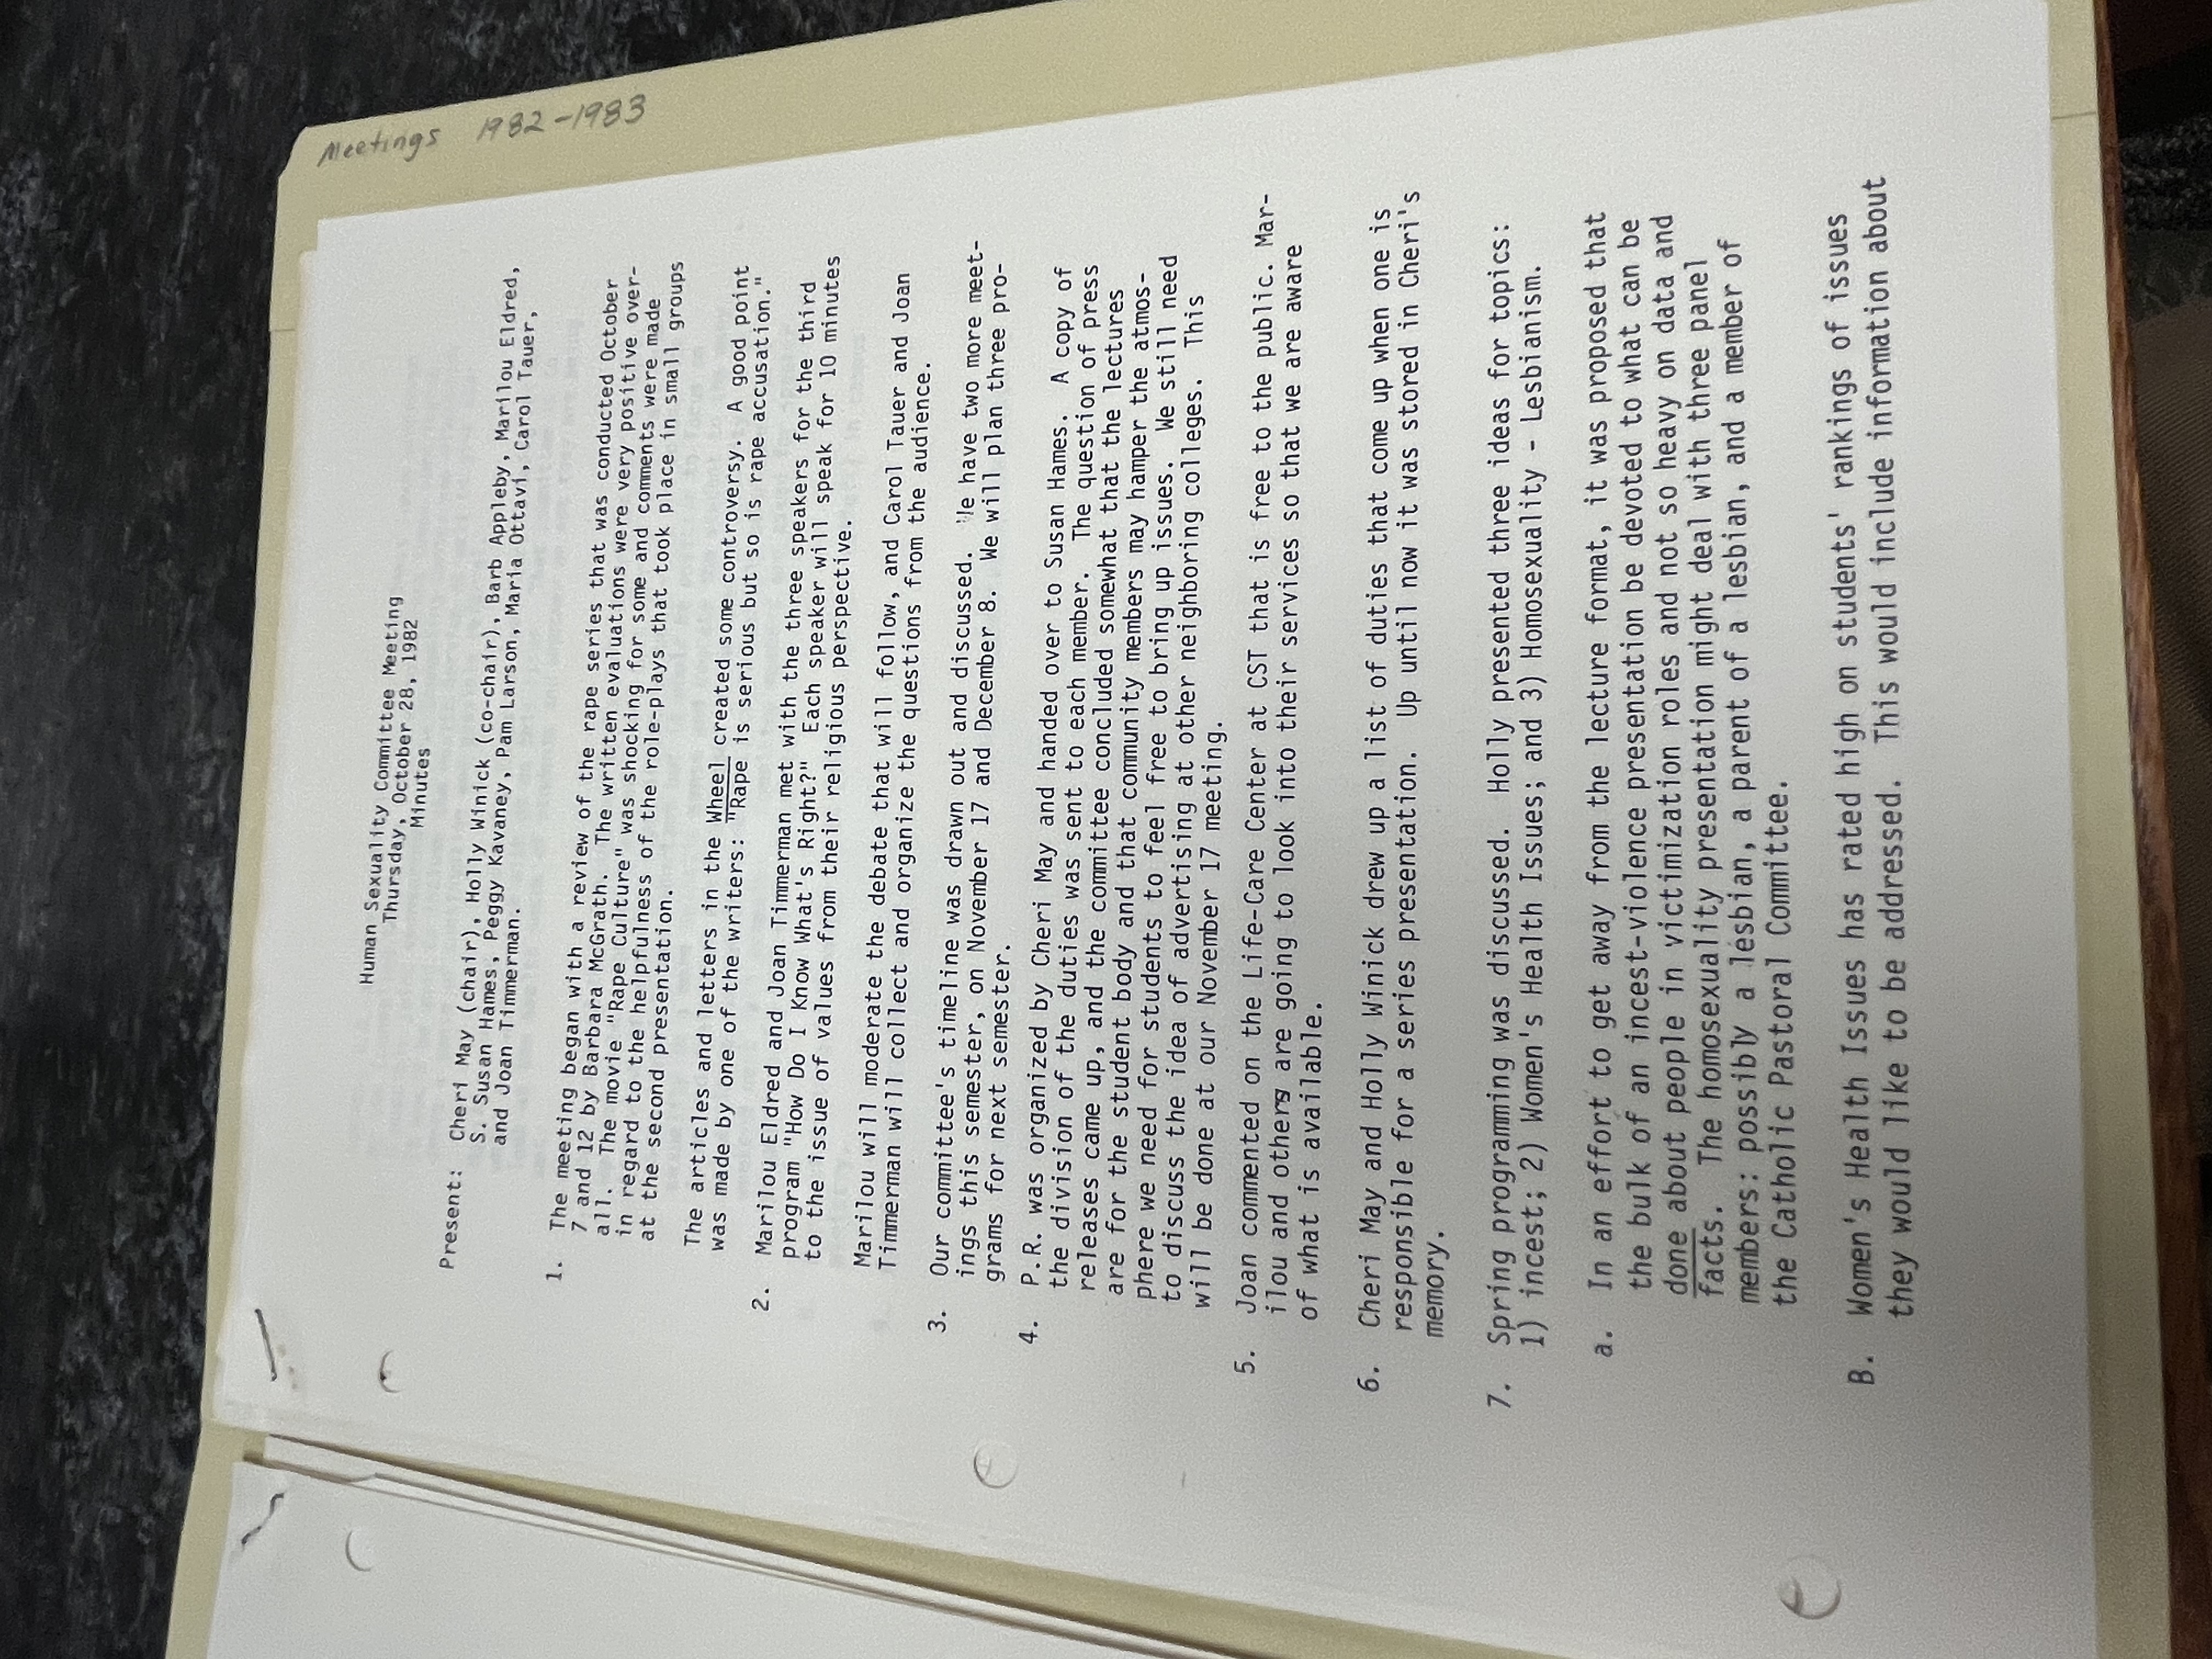 Human Sexuality Committee Meeting
Thursday, October 28, 1982
Minutes
Present: Cheri May (chair), Holly Winick (co-chair), Barb Appleby, Marilou Eldred,
S. Susan Hames, Peggy Kavaney, Pam Larson, Maria Ottavi, Carol Tauer,
and Joan Timmerman.
1. The meeting began with a review of the rape series that was conducted October
7 and 12 by Barbara McGrath. The written evaluations were very positive over-
all. The movie "Rape Culture" was shocking for some and comments were made
in regard to the helpfulness of the role-plays that took place in small groups
at the second presentation.
The articles and letters in the Wheel created some controversy. A good point
was made by one of the writers: "Rape is serious but so is rape accusation."
2. Marilou Eldred and Joan Timmerman met with the three speakers for the third
program "How Do I Know What's Right?" Each speaker will speak for 10 minutes
to the issue of values from their religious perspective.
Marilou will moderate the debate that will follow, and Carol Tauer and Joan
Timmerman will collect and organize the questions from the audience.
3. Our committee's timeline was drawn out and discussed. We have two more meet-
ings this semester, on November 17 and December 8. We will plan three pro-
grams for next semester.
4. P.R. was organized by Cheri May and handed over to Susan Hames. A copy of
the division of the duties was sent to each member. The question of press
releases came up, and the committee concluded somewhat that the lectures
are for the student body and that community members may hamper the atmos-
phere we need for students to feel free to bring up issues. We still need
to discuss the idea of advertising at other neighboring colleges. This
will be done at our November 17 meeting.
5. Joan commented on the Life-Care Center at CST that is free to the public. Mar-
ilou and others are going to look into their services so that we are aware
of what is available.
6. Cheri May and Holly Winick drew up a list of duties that come up when one is
responsible for a series presentation. Up until now it was stored in Cheri's
memory.
7. Spring programming was discussed. Holly presented three ideas for topics:
1) incest; 2) Women's Health Issues; and 3) Homosexuality - Lesbianism.
a. In an effort to get away from the lecture format, it was proposed that
the bulk of an incest-violence presentation be devoted to what can be
done about people in victimization roles and not so heavy on data and
facts. The homosexuality presentation might deal with three panel
members: possibly a lesbian, a parent of a lesbian, and a member of
the Catholic Pastoral Committee.
B. Women's Health Issues has rated high on students' rankings of issues
they would like to be addressed. This would include information about
Meetings 1982-1983